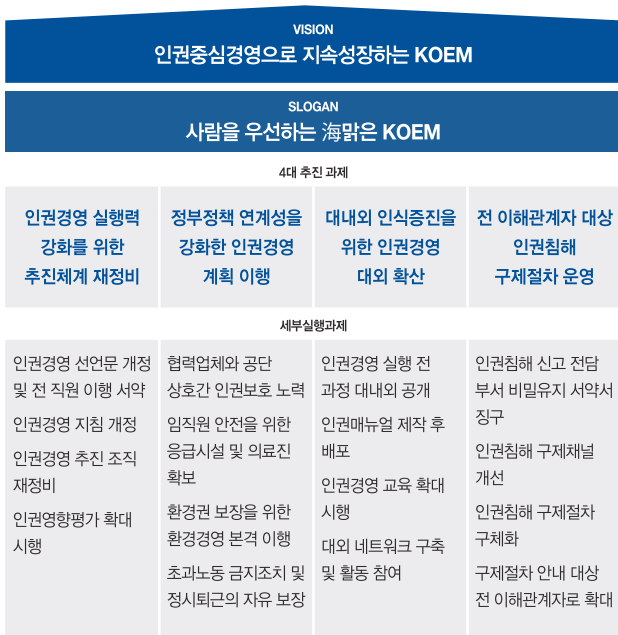 VISION
인권중심경영으로 지속성장하는 KOEM
SLOGAN
사람을 우선하는 海맑은 KOEM
4대 추진 과제
인권경영 실행력
강화를 위한
추진체계 재정비
정부정책 연계성을
강화한 인권경영
계획 이행
대내외 인식증진을
위한 인권경영
대외 확산
전 이해관계자 대상
인권침해
구제절차 운영
세부실행과제
인권경영 선언문 개정
및 전 직원 이행 서약
인권경영 지침 개정
인권경영 추진 조직
재정비
인권영향평가 확대
시행
협력업체와 공단
상호간 인권보호 노력
임직원 안전을 위한
응급시설 및 의료진
확보
환경권 보장을 위한
환경경영 본격 이행
초과노동 금지조치 및
정시퇴근의 자유 보장
인권경영 실행 전
과정 대내외 공개
인권매뉴얼 제작 후
배포
인권경영 교육 확대
시행
대외 네트워크 구축
및 활동 참여
인권침해 신고 전담
부서 비밀유지 서약서
징구
인권침해 구제채널
개선
인권침해 구제절차
구체화
구제절차 안내 대상
전 이해관계자로 확대